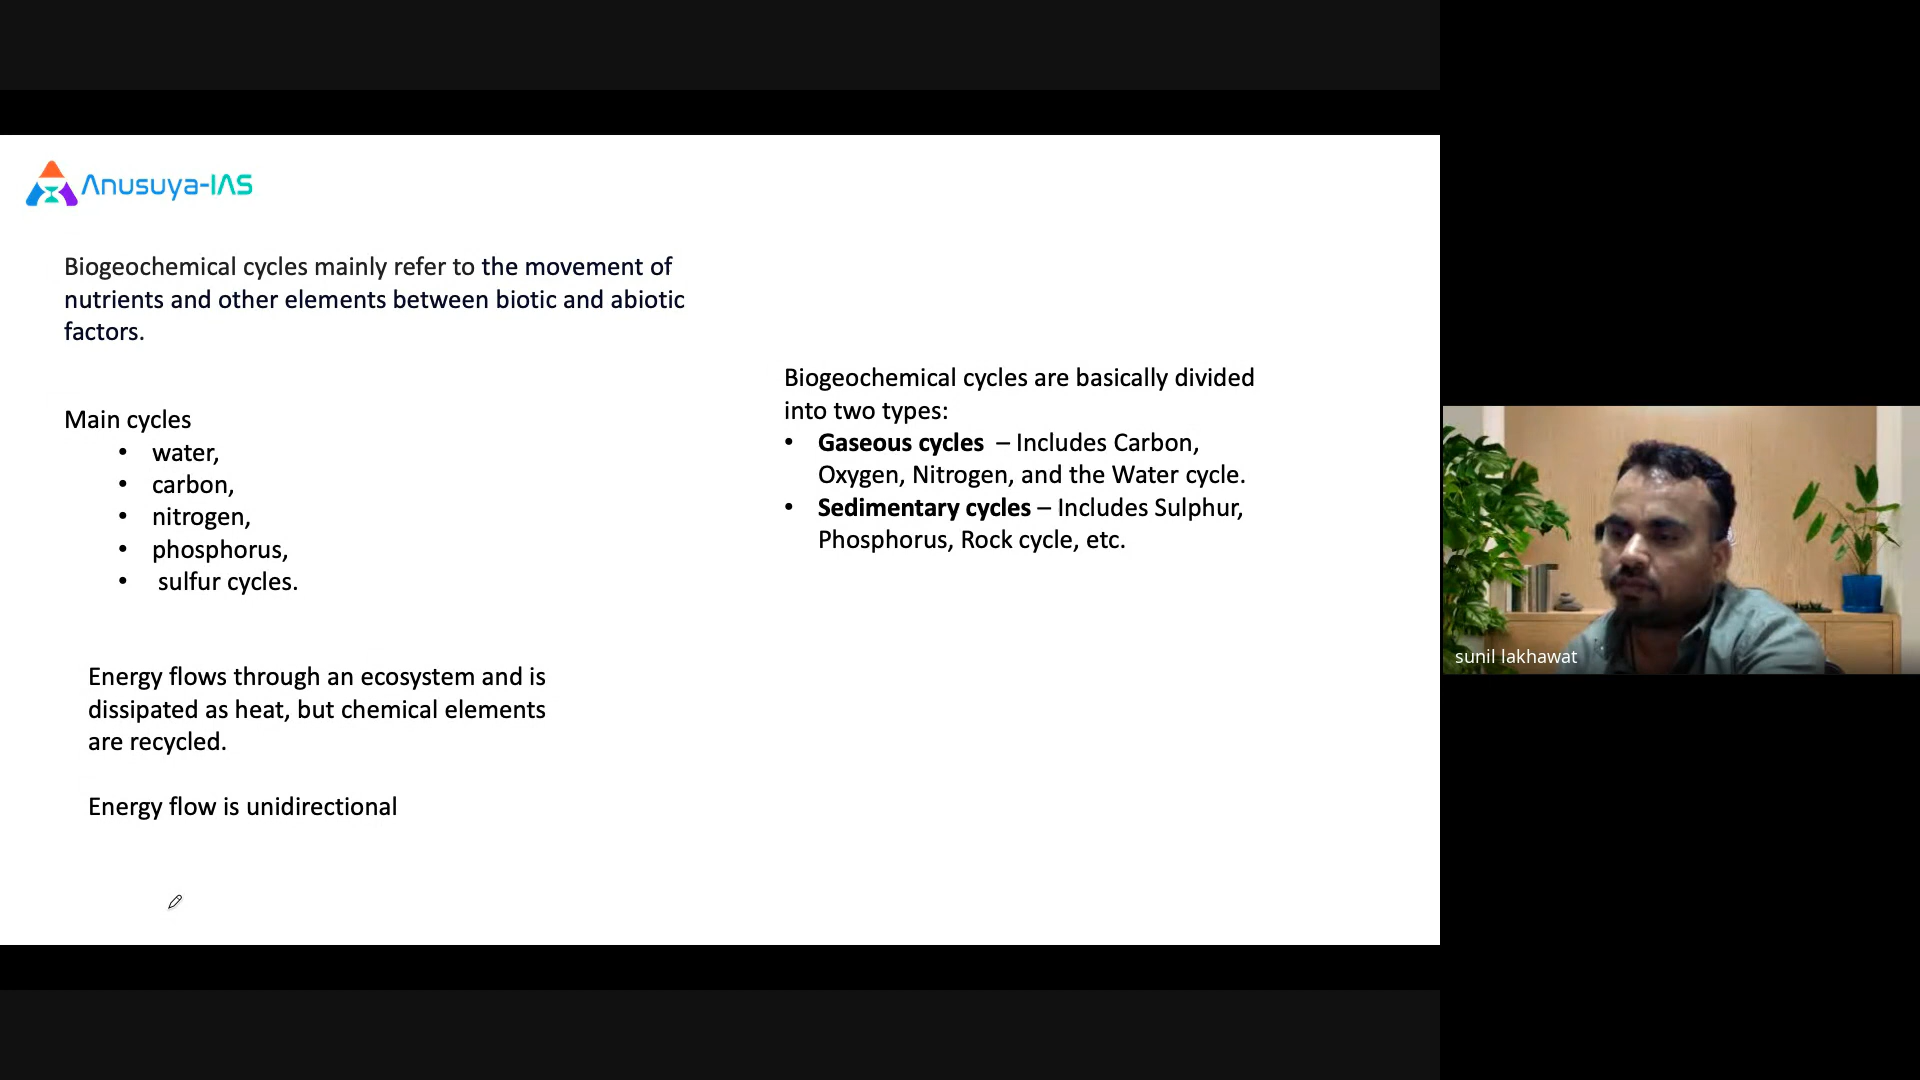 Anusuya-IAS
Biogeochemical cycles mainly refer to the movement of
nutrients and other elements between biotic and abiotic
factors.
Main cycles
• water,
• carbon,
• nitrogen,
• phosphorus,
• sulfur cycles.
Energy flows through an ecosystem and is
dissipated as heat, but chemical elements
are recycled.
Energy flow is unidirectional
Biogeochemical cycles are basically divided
into two types:
• Gaseous cycles – Includes Carbon,
Oxygen, Nitrogen, and the Water cycle.
• Sedimentary cycles – Includes Sulphur,
Phosphorus, Rock cycle, etc.
sunil lakhawat